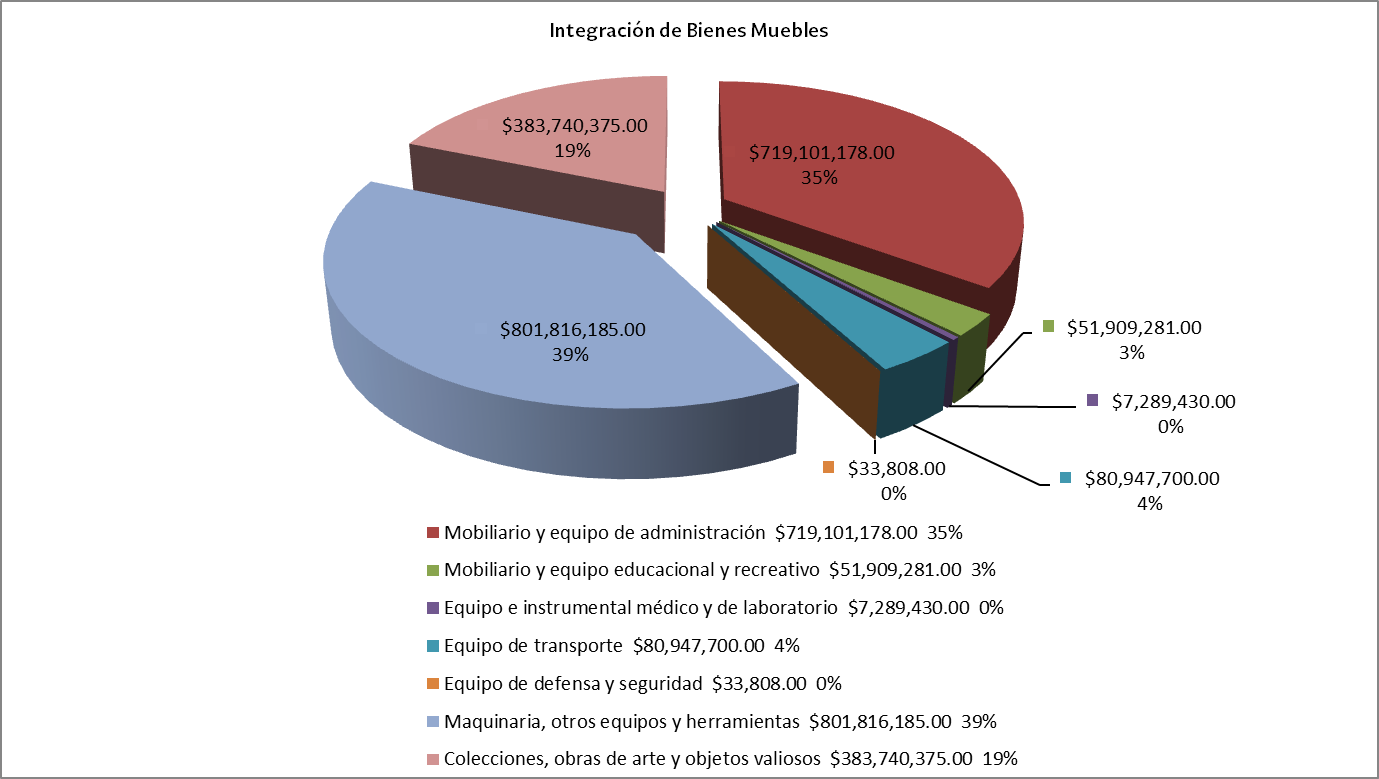 Integración de Bienes Muebles
$383,740,375.00
19%
$719,101,178.00
35%
$801,816,185.00
39%
$51,909,281.00
3%
$7,289,430.00
0%
$33,808.00
0%
$80,947,700.00
4%
Mobiliario y equipo de administración $719,101,178.00 35%
Mobiliario y equipo educacional y recreativo $51,909,281.00 3%
Equipo e instrumental médico y de laboratorio $7,289,430.00 0%
Equipo de transporte $80,947,700.00 4%
Equipo de defensa y seguridad $33,808.00 0%
Maquinaria, otros equipos y herramientas $801,816,185.00 39%
Colecciones, obras de arte y objetos valiosos $383,740,375.00 19%